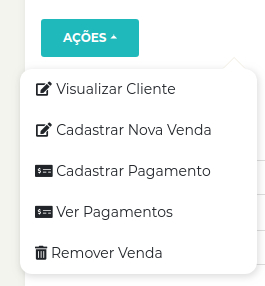 AÇÕES
Visualizar Cliente
Cadastrar Nova Venda
Cadastrar Pagamento
Ver Pagamentos
Remover Venda